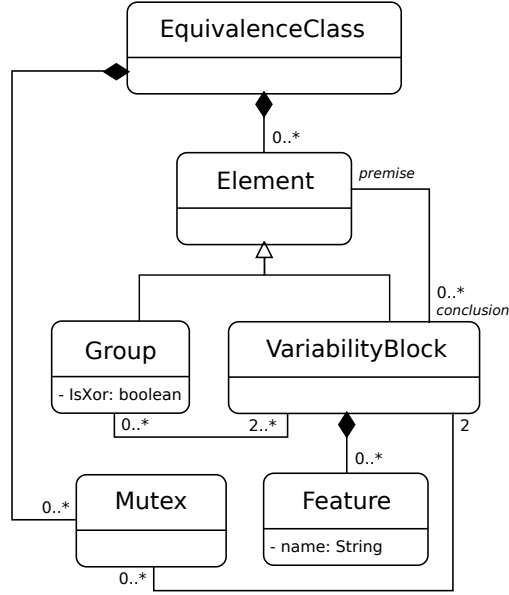 EquivalenceClass
0..*
Element
premise
0..*
conclusion
Group
- IsXor: boolean
VariabilityBlock
0..*
2..*
2
0..*
0..*
Mutex
Feature
- name: String
0..*